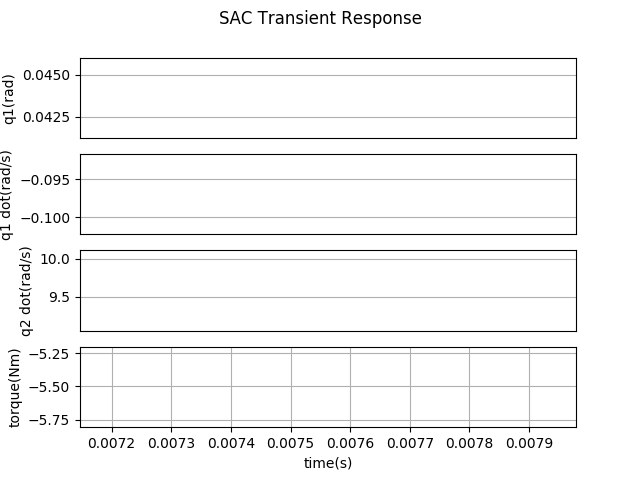 SAC Transient Response
q1(rad)
0.0450
0.0425
q1 dot(rad/s)
−0.095
−0.100
q2 dot(rad/s)
10.0
9.5
torque(Nm)
−5.25
−5.50
−5.75
0.0072 0.0073 0.0074 0.0075 0.0076 0.0077 0.0078 0.0079
time(s)